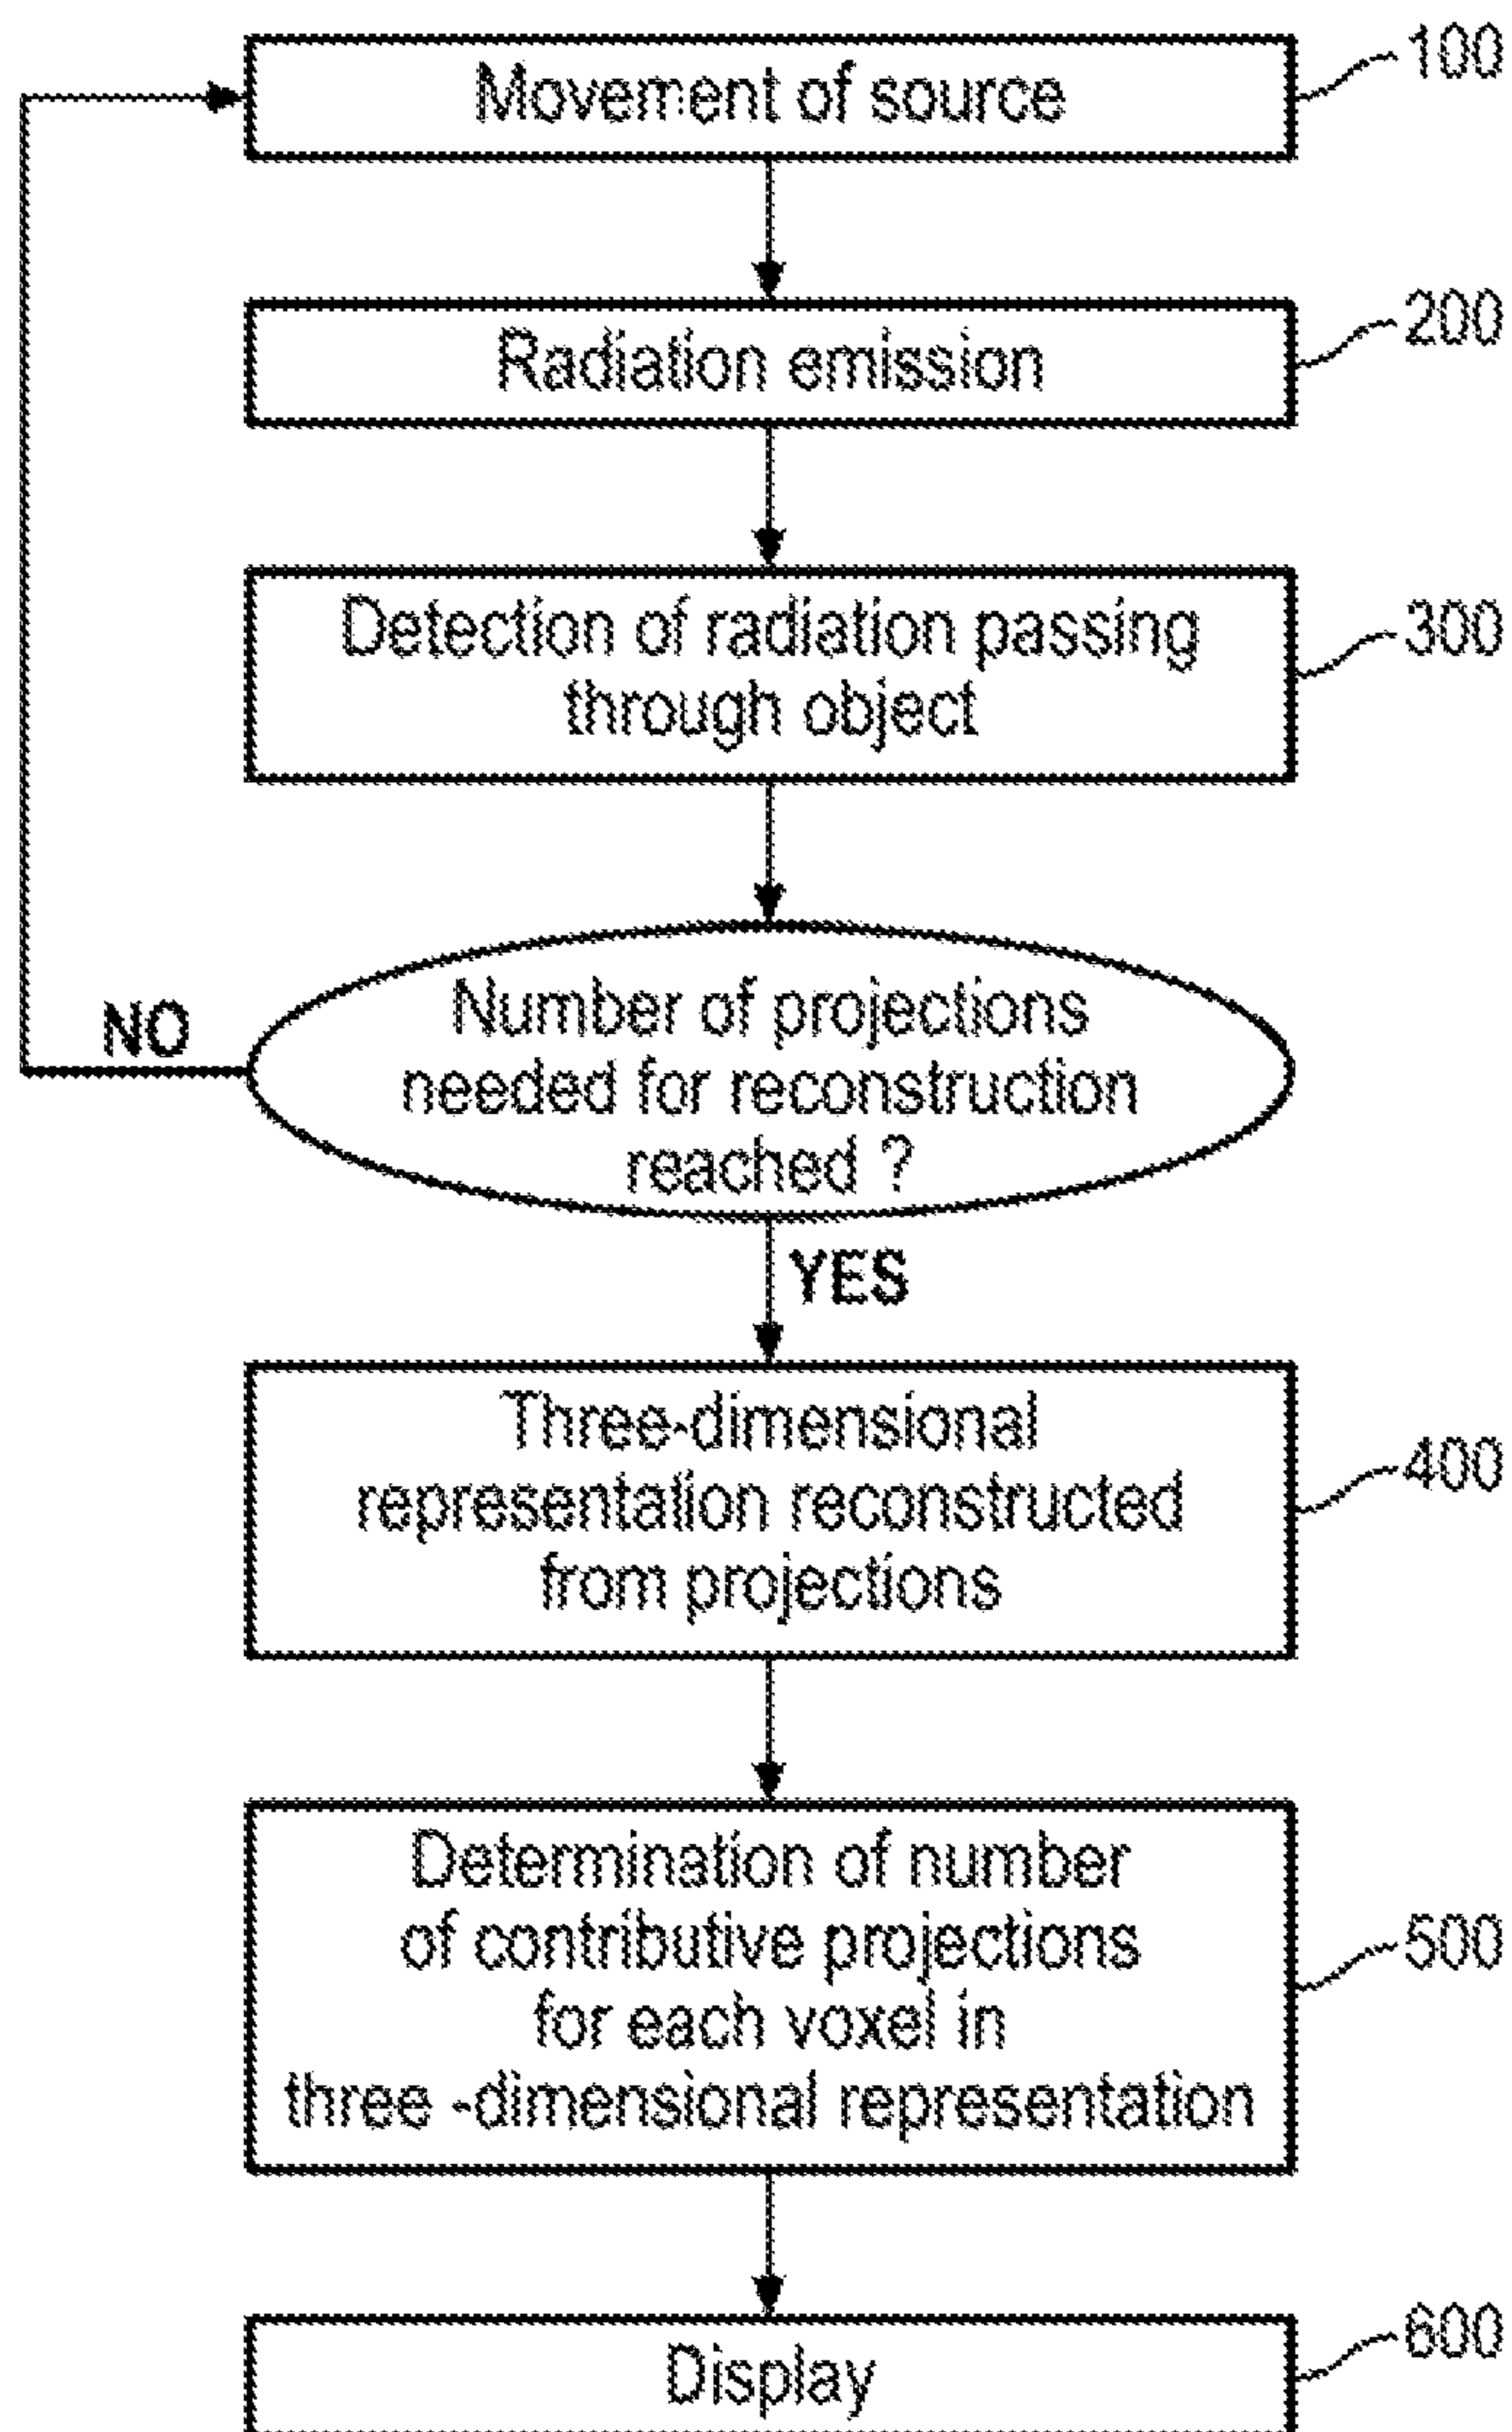 Movement of source
100
Radiation emission
200
Detection of radiation passing
through object
300
Number of projections
needed for reconstruction
reached ?
NO
YES
Three-dimensional
representation reconstructed
from projections
400
Determination of number
of contributive projections
for each voxel in
three -dimensional representation
500
Display
600